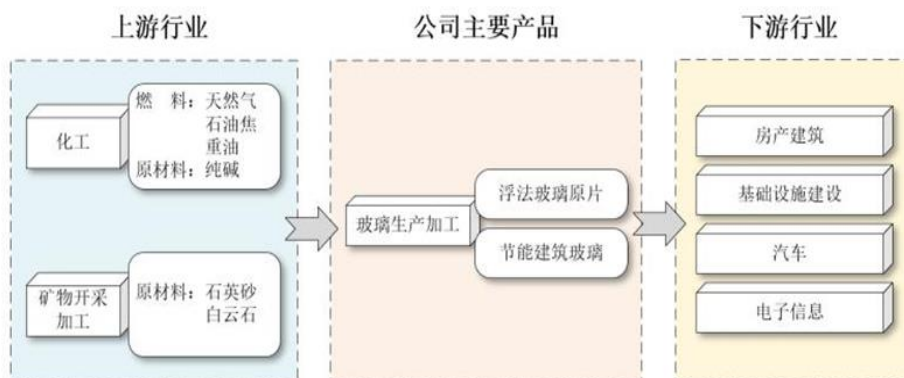 上游行业
公司主要产品
下游行业
化工
燃 料：天然气
石油焦
重油
原材料：纯碱
矿物开采
加工
原材料：石英砂
白云石
玻璃生产加工
浮法玻璃原片
节能建筑玻璃
房产建筑
基础设施建设
汽车
电子信息